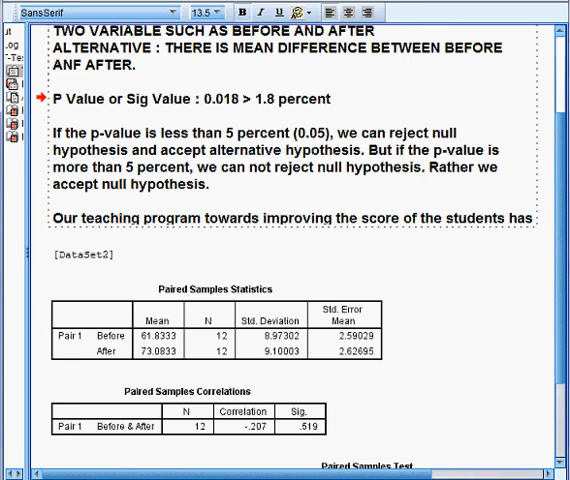 SansSerif 13.5 B I U
TWO VARIABLE SUCH AS BEFORE AND AFTER
ALTERNATIVE : THERE IS MEAN DIFFERENCE BETWEEN BEFORE
ANF AFTER.
P Value or Sig Value : 0.018 > 1.8 percent
If the p-value is less than 5 percent (0.05), we can reject null
hypothesis and accept alternative hypothesis. But if the p-value is
more than 5 percent, we can not reject null hypothesis. Rather we
accept null hypothesis.
Our teaching program towards improving the score of the students has
[DataSet2]
Paired Samples Statistics
Mean N Std. Deviation Std. Error Mean
Pair 1 Before 61.8333 12 8.97302 2.59029
After 73.0833 12 9.10003 2.62695
Paired Samples Correlations
N Correlation Sig.
Pair 1 Before & After 12 -.207 .519
Paired Samples Test